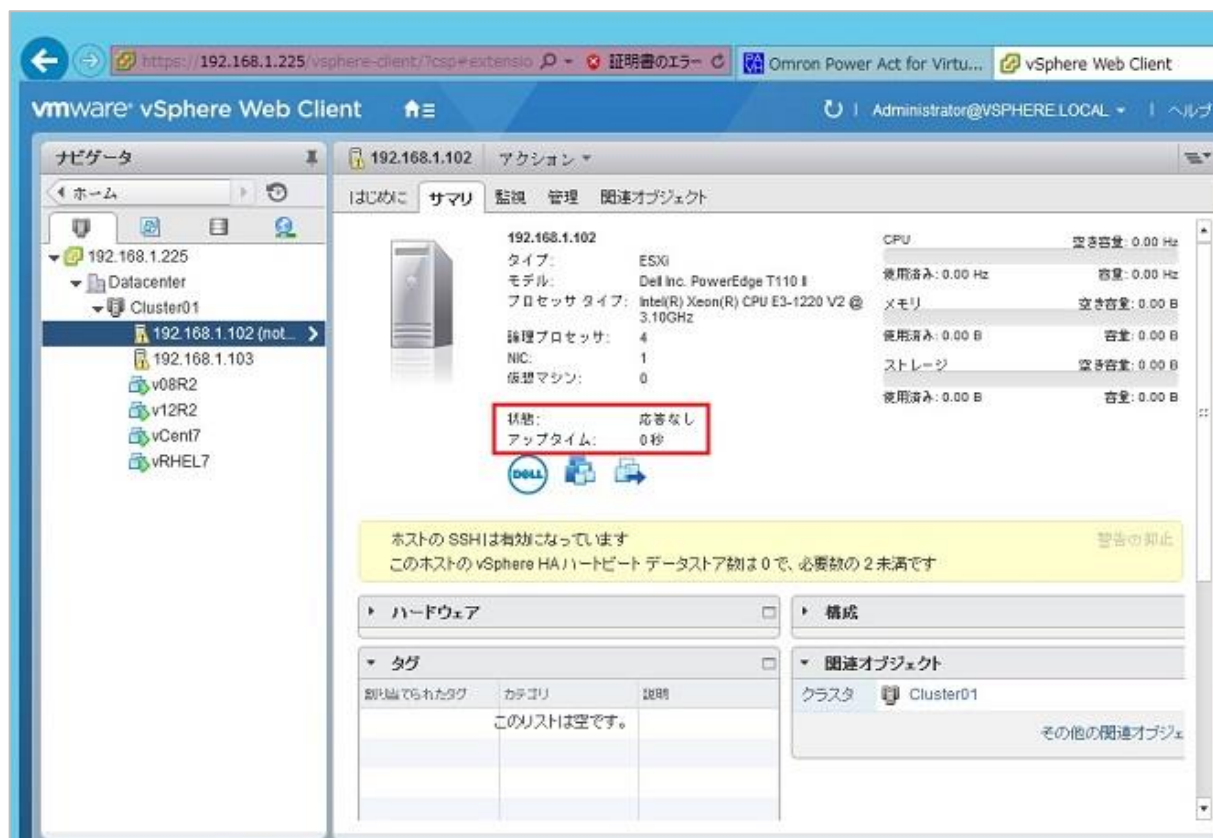 https://192.168.1.225/vsphere-client/?csp#extensio
証明書のエラー
Omron Power Act for Virtu...
vSphere Web Client
vmware® vSphere Web Client
Administrator@VSPHERE.LOCAL
ヘルプ
ナビゲータ
192.168.1.102
アクション
ホーム
はじめに サマリ 監視 管理 関連オブジェクト
192.168.1.225
Datacenter
Cluster01
192.168.1.102 (not...
192.168.1.103
v08R2
v12R2
vCent7
vRHEL7
192.168.1.102
タイプ: ESXi
モデル: Dell Inc. PowerEdge T110 II
プロセッサ タイプ: Intel(R) Xeon(R) CPU E3-1220 V2 @
3.10GHz
論理プロセッサ: 4
NIC: 1
仮想マシン: 0
状態: 応答なし
アップタイム: 0 秒
DELL
CPU 空き容量: 0.00 Hz
使用済み: 0.00 Hz 容量: 0.00 Hz
メモリ 空き容量: 0.00 B
使用済み: 0.00 B 容量: 0.00 B
ストレージ 空き容量: 0.00 B
使用済み: 0.00 B 容量: 0.00 B
ホストの SSH は有効になっています
警告の抑止
このホストの vSphere HA ハートビート データストア数は 0 で、必要数の 2 未満です
ハードウェア
構成
タグ
関連オブジェクト
割り当てられたタグ カテゴリ 説明
このリストは空です。
クラスタ Cluster01
その他の関連オブジェ